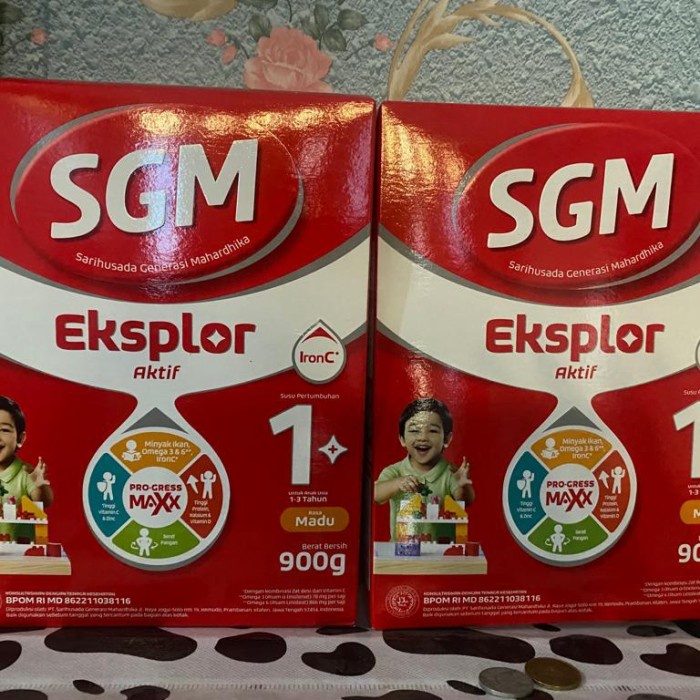 SGM
Sarihusada Generasi Mahardhika
Eksplor
Aktif
IronC*
Susu Pertumbuhan
1+
Untuk Anak Usia
1-3 Tahun
Rasa
Madu
Berat Bersih
900g
Minyak Ikan,
Omega 3 & 6**,
IronC*
PRO-GRESS
MAXX
Tinggi
Vitamin C
& Zinc
Tinggi
Protein,
Kalsium &
Vitamin D
Serat
Pangan
BPOM RI MD 862211038116
SGM
Sarihusada Generasi Mahardhika
Eksplor
Aktif
Minyak Ikan,
Omega 3 & 6**,
IronC*
PRO-GRESS
MAXX
Tinggi
Vitamin C
& Zinc
Tinggi
Protein,
Kalsium &
Vitamin D
Serat
Pangan
1
1-3
M
90
BPOM RI MD 862211038116